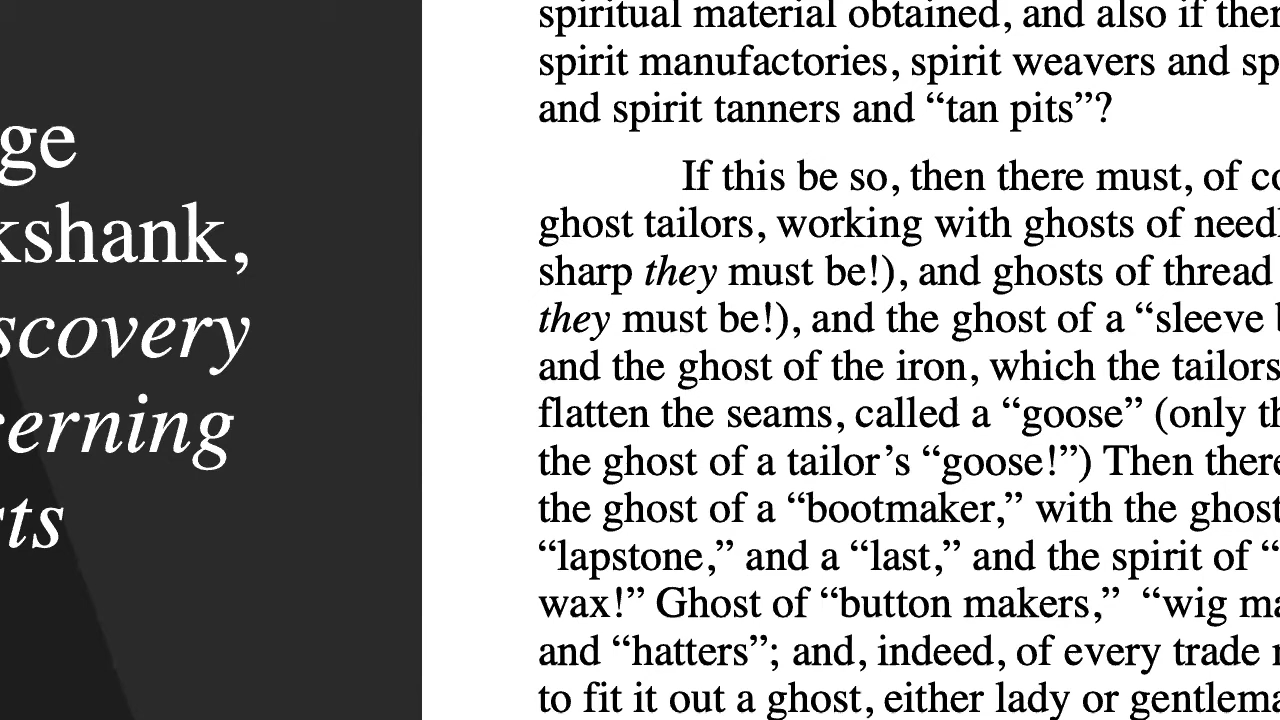 ge
kshank,
scovery
cerning
sts
spiritual material obtained, and also if ther
spirit manufactories, spirit weavers and sp
and spirit tanners and “tan pits”?
If this be so, then there must, of co
ghost tailors, working with ghosts of needl
sharp they must be!), and ghosts of thread
they must be!), and the ghost of a “sleeve b
and the ghost of the iron, which the tailors
flatten the seams, called a “goose” (only th
the ghost of a tailor’s “goose!”) Then there
the ghost of a “bootmaker,” with the ghost
“lapstone,” and a “last,” and the spirit of “
wax!” Ghost of “button makers,” “wig ma
and “hatters”; and, indeed, of every trade n
to fit it out a ghost, either lady or gentlema